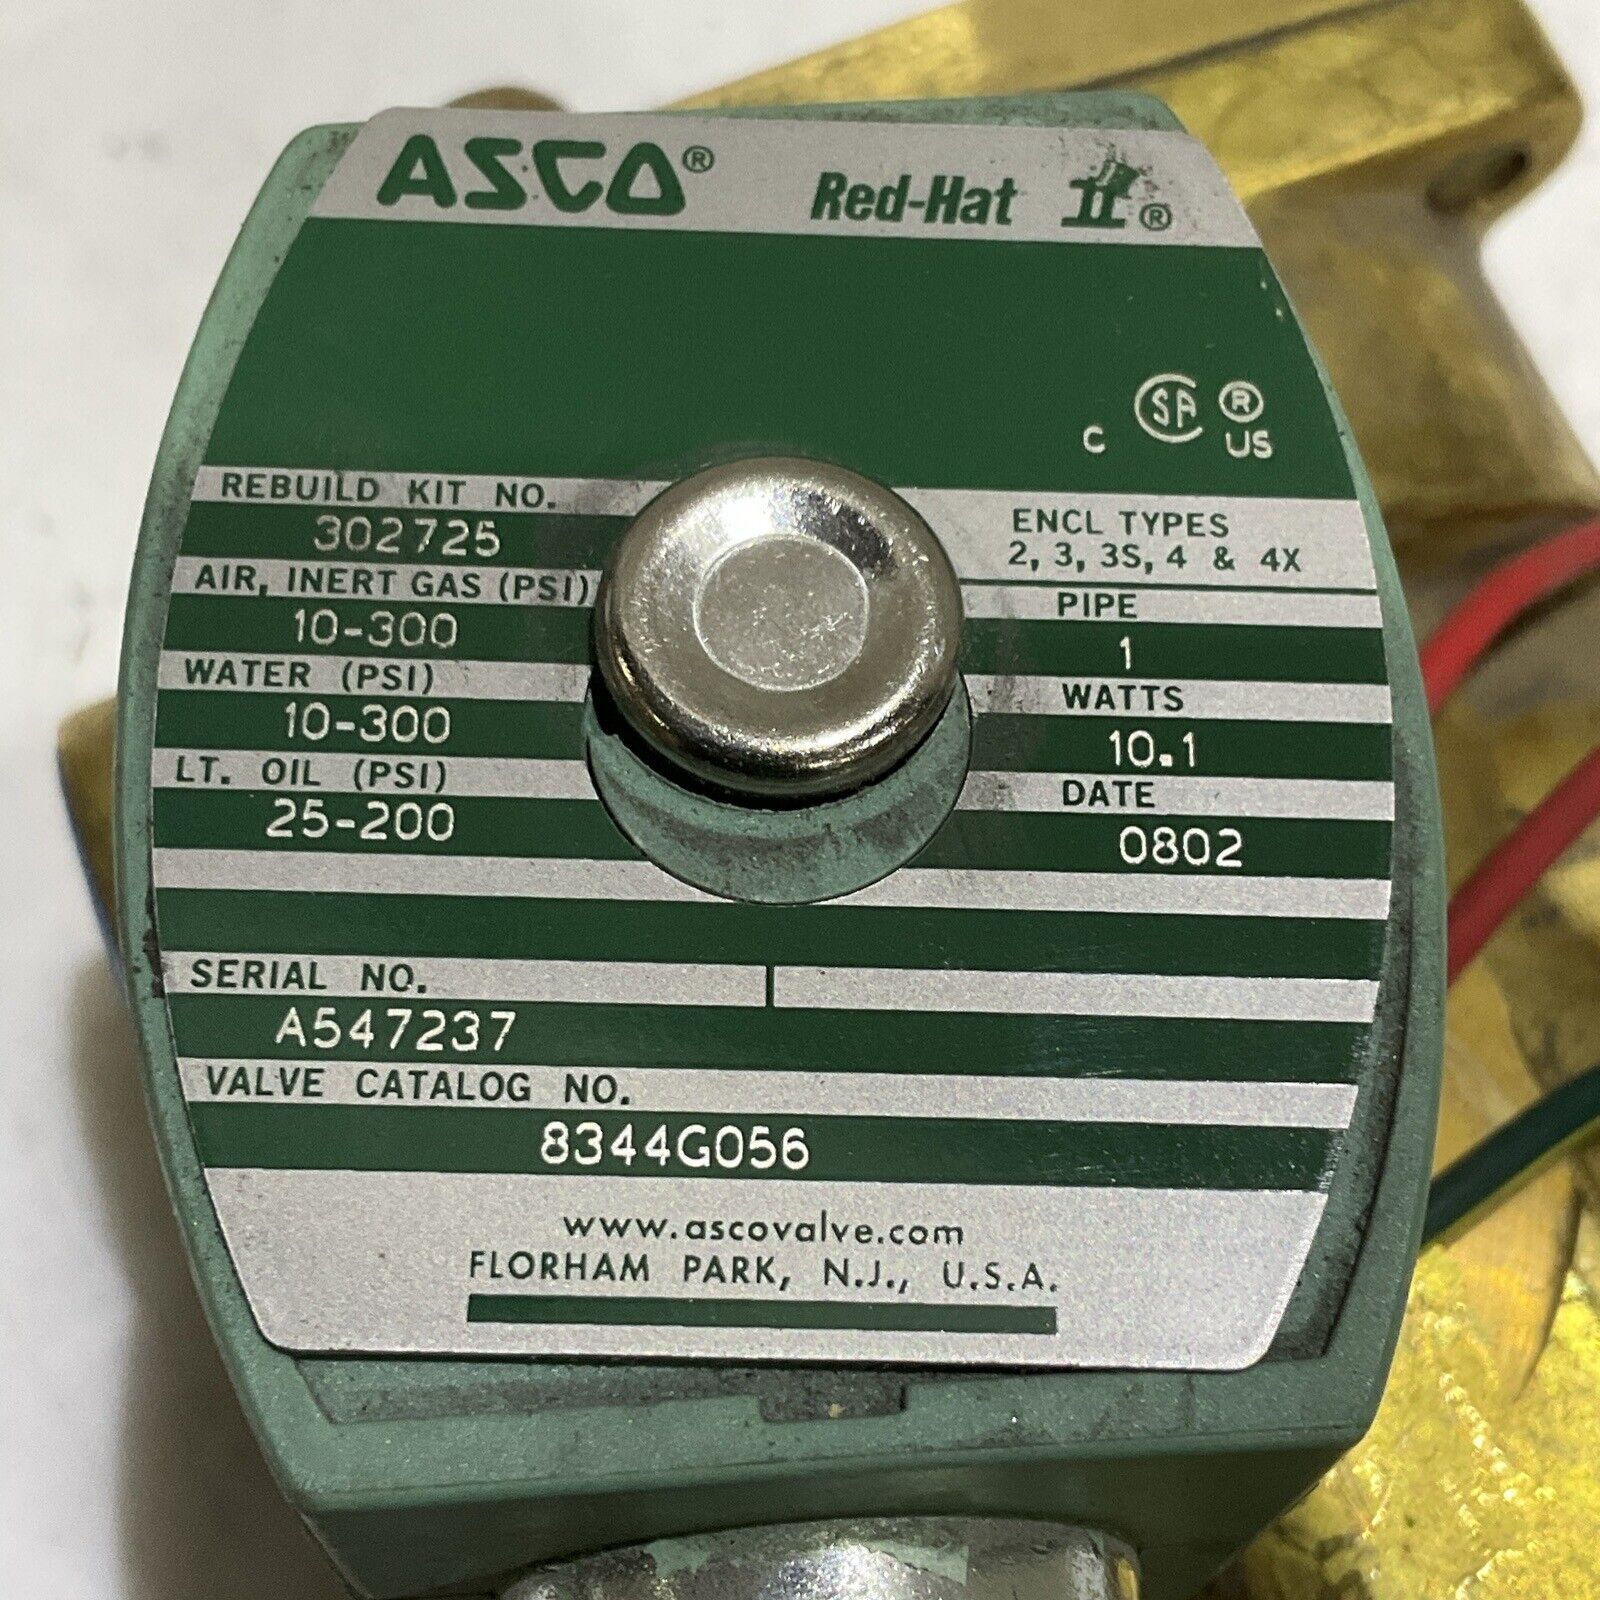 ASCO® Red-Hat II®
C SA ® US
REBUILD KIT NO.
302725
AIR, INERT GAS (PSI)
10-300
WATER (PSI)
10-300
LT. OIL (PSI)
25-200
ENCL TYPES
2, 3, 3S, 4 & 4X
PIPE
1
WATTS
10.1
DATE
0802
SERIAL NO.
A547237
VALVE CATALOG NO.
8344G056
www.ascovalve.com
FLORHAM PARK, N.J., U.S.A.